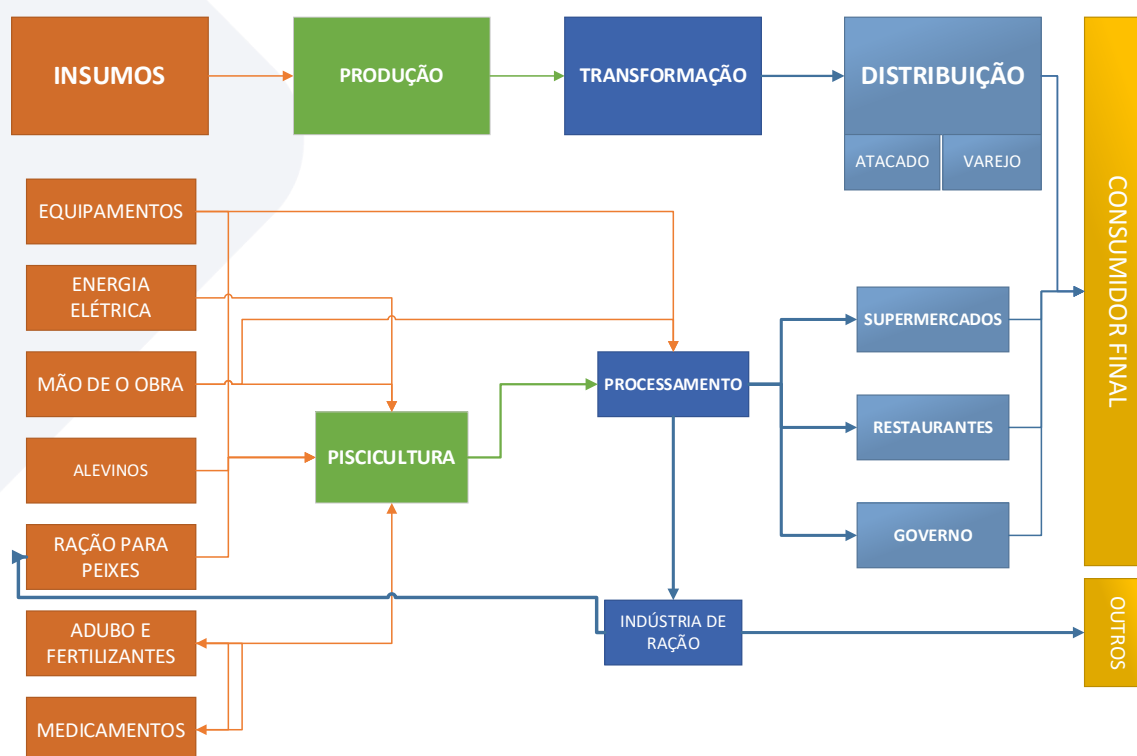 INSUMOS
PRODUÇÃO
TRANSFORMAÇÃO
DISTRIBUIÇÃO
ATACADO
VAREJO
CONSUMIDOR FINAL
EQUIPAMENTOS
ENERGIA
ELÉTRICA
SUPERMERCADOS
MÃO DE O OBRA
PROCESSAMENTO
RESTAURANTES
ALEVINOS
PISCICULTURA
RAÇÃO PARA
PEIXES
GOVERNO
ADUBO E
FERTILIZANTES
INDÚSTRIA DE
RAÇÃO
OUTROS
MEDICAMENTOS